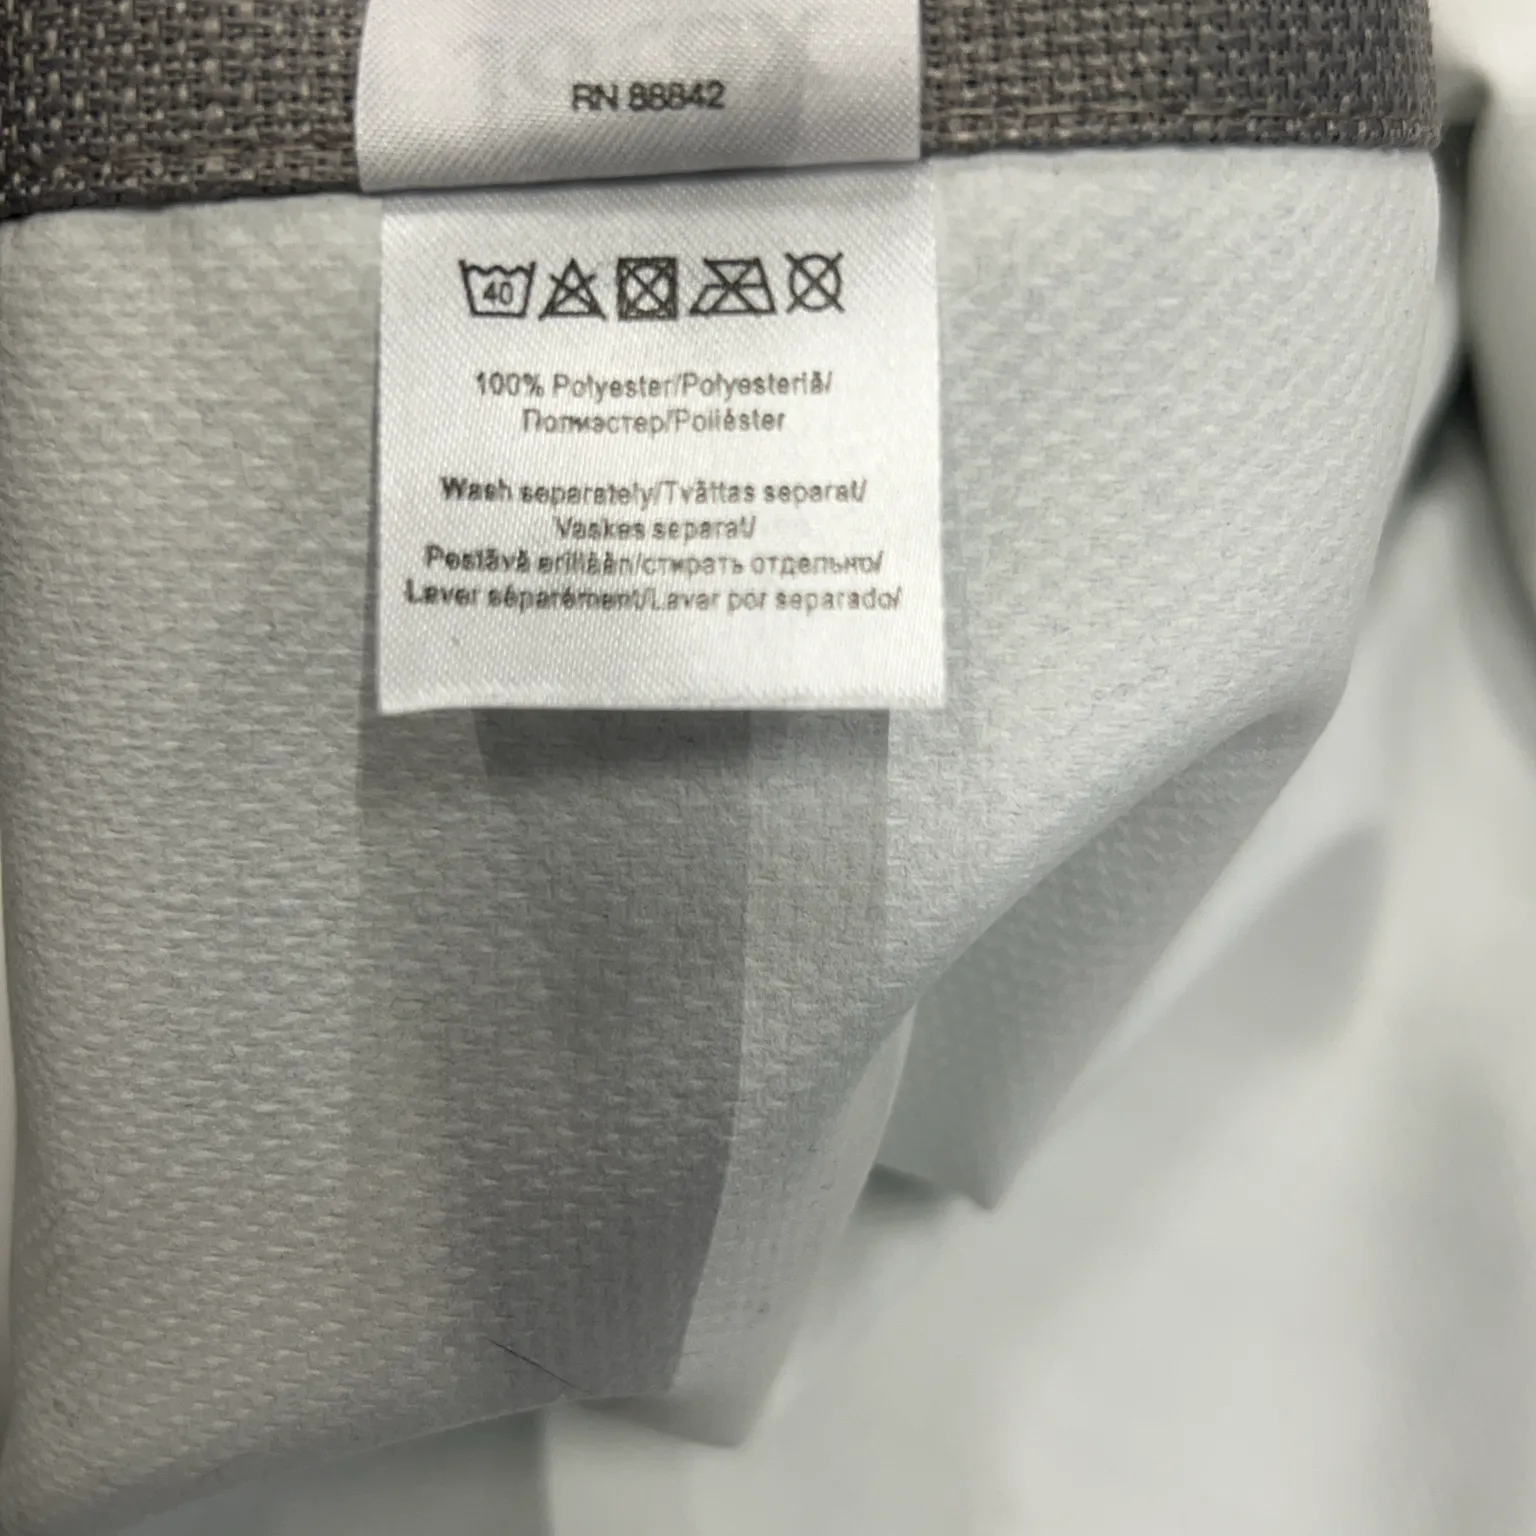 RN 88842
40
100% Polyester/Polyesteriä/
Полиэстер/Poliéster
Wash separately/Tvättas separat/
Vaskes separat/
Pestävä erillään/стирать отдельно/
Laver séparément/Lavar por separado/